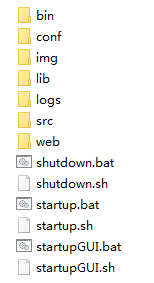 bin
conf
img
lib
logs
src
web
shutdown.bat
shutdown.sh
startup.bat
startup.sh
startupGUI.bat
startupGUI.sh